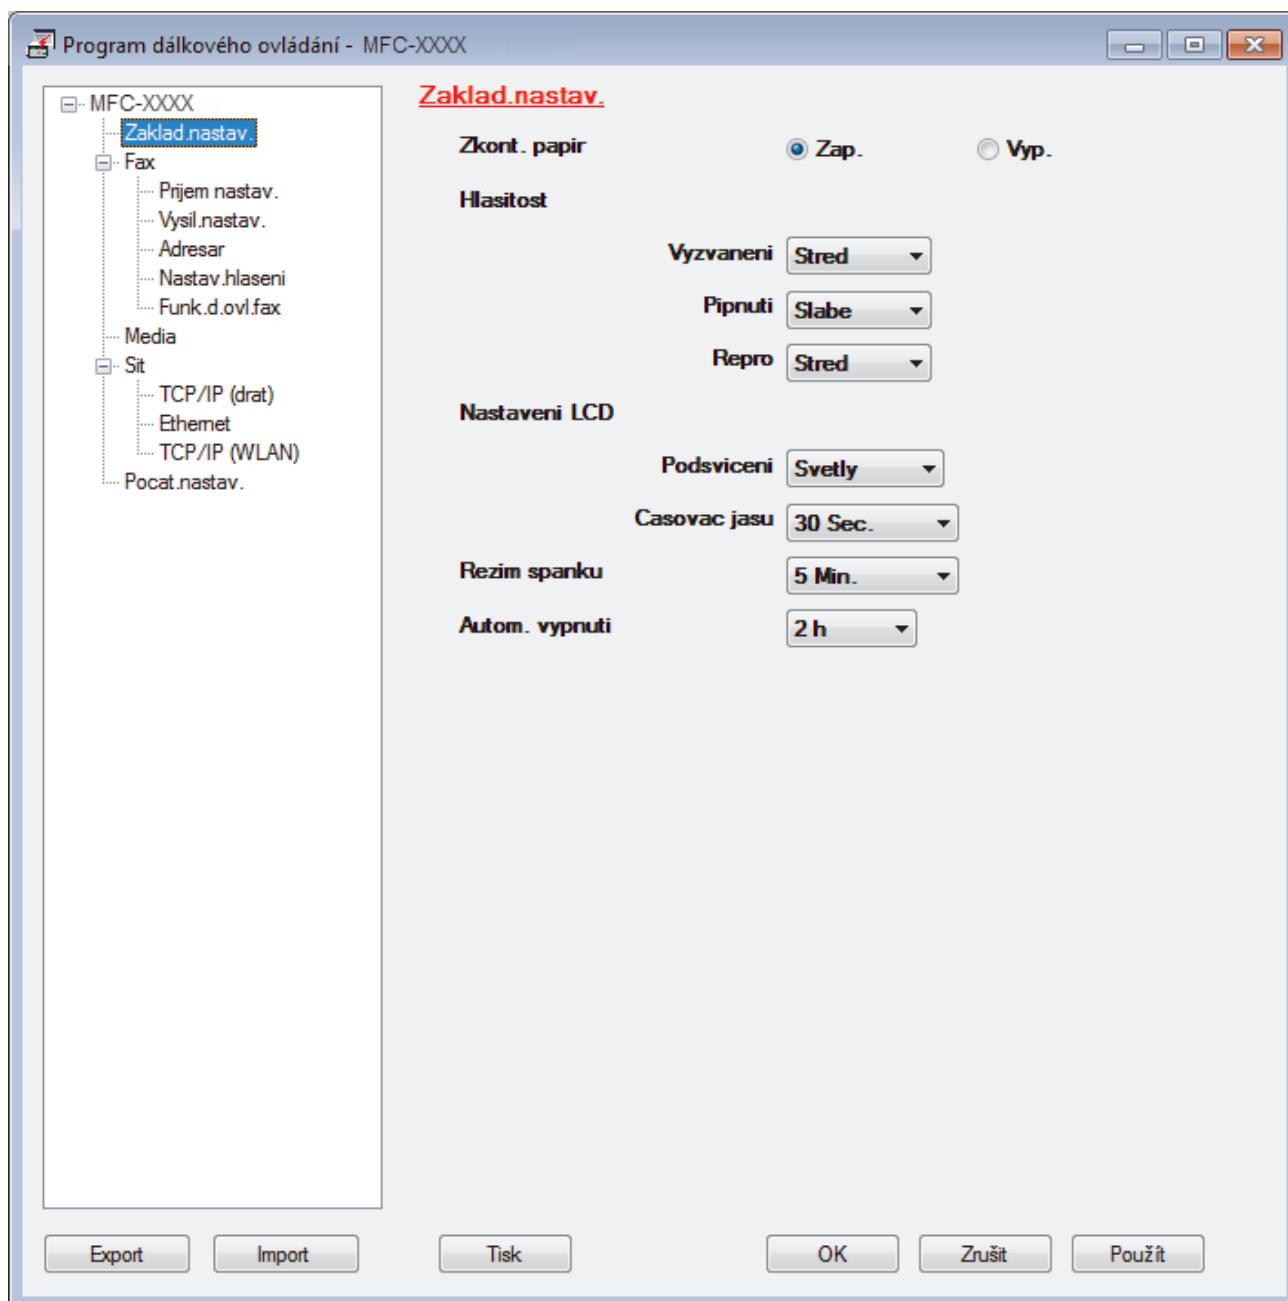 Program dálkového ovládání - MFC-XXXX
MFC-XXXX
Zaklad.nastav.
Fax
Prijem nastav.
Vysil.nastav.
Adresar
Nastav.hlaseni
Funk.d.ovl.fax
Media
Sit
TCP/IP (drat)
Ethernet
TCP/IP (WLAN)
Pocat.nastav.
Zaklad.nastav.
Zkont. papir Zap. Vyp.
Hlasitost
Vyzvaneni Stred
Pipnuti Slabe
Repro Stred
Nastaveni LCD
Podsviceni Svetly
Casovac jasu 30 Sec.
Rezim spanku 5 Min.
Autom. vypnuti 2 h
Export Import Tisk OK Zrušit Použít